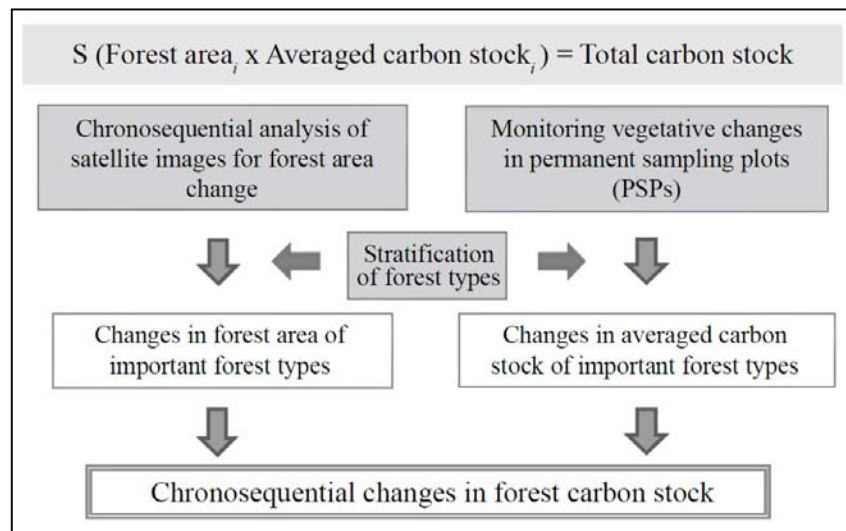 S (Forest area i x Averaged carbon stock i ) = Total carbon stock
Chronosequential analysis of
satellite images for forest area
change
Monitoring vegetative changes
in permanent sampling plots
(PSPs)
Stratification
of forest types
Changes in forest area of
important forest types
Changes in averaged carbon
stock of important forest types
Chronosequential changes in forest carbon stock